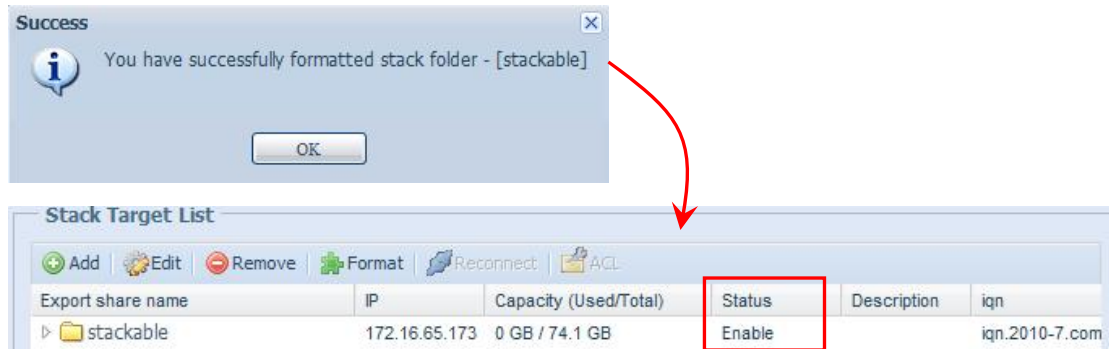 Success
You have successfully formatted stack folder - [stackable]
OK
Stack Target List
Add Edit Remove Format Reconnect ACL
Export share name IP Capacity (Used/Total) Status Description iqn
stackable 172.16.65.173 0 GB / 74.1 GB Enable iqn.2010-7.com